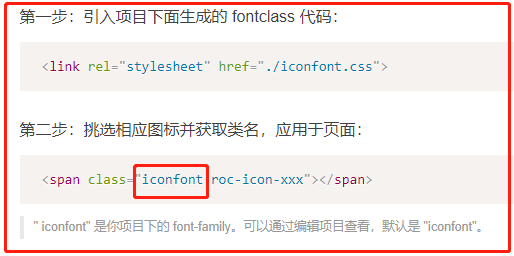 第一步：引入项目下面生成的 fontclass 代码：
<link rel="stylesheet" href="./iconfont.css">
第二步：挑选相应图标并获取类名，应用于页面：
<span class="iconfont roc-icon-xxx"></span>
" iconfont" 是你项目下的 font-family。可以通过编辑项目查看，默认是 "iconfont"。